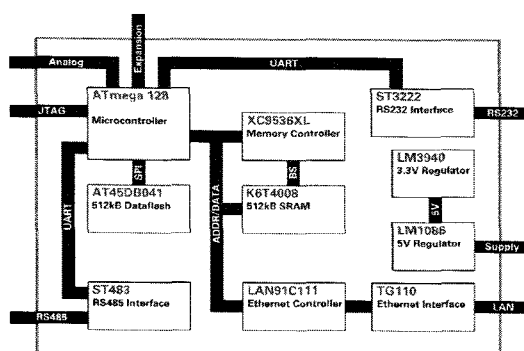 Expansion
Analog
UART
ATmega 128
Microcontroller
ST3222
RS232 Interface
JTAG
XC9536XL
Memory Controller
RS232
SPI
BS
LM3940
3.3V Regulator
AT45DB041
512kB Dataflash
K6T4008
512kB SRAM
UART
ADDR/DATA
5V
LM1086
5V Regulator
Supply
ST483
RS485 Interface
LAN91C111
Ethernet Controller
TG110
Ethernet Interface
RS485
LAN